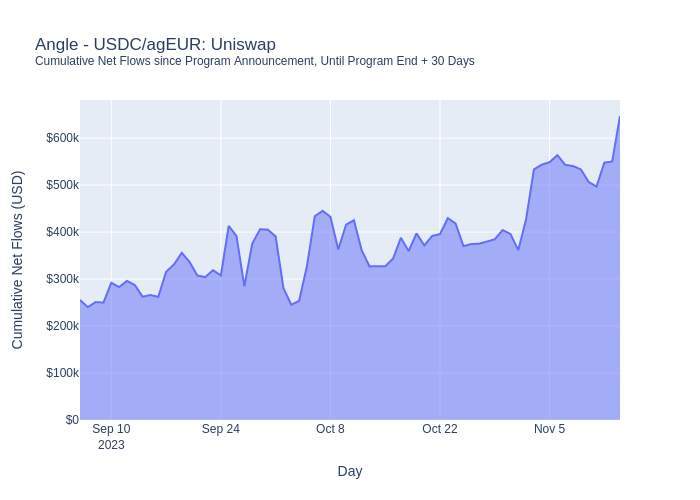 Angle - USDC/agEUR: Uniswap
Cumulative Net Flows since Program Announcement, Until Program End + 30 Days
Cumulative Net Flows (USD)
$600k
$500k
$400k
$300k
$200k
$100k
$0
Sep 10
2023
Sep 24
Oct 8
Oct 22
Nov 5
Day